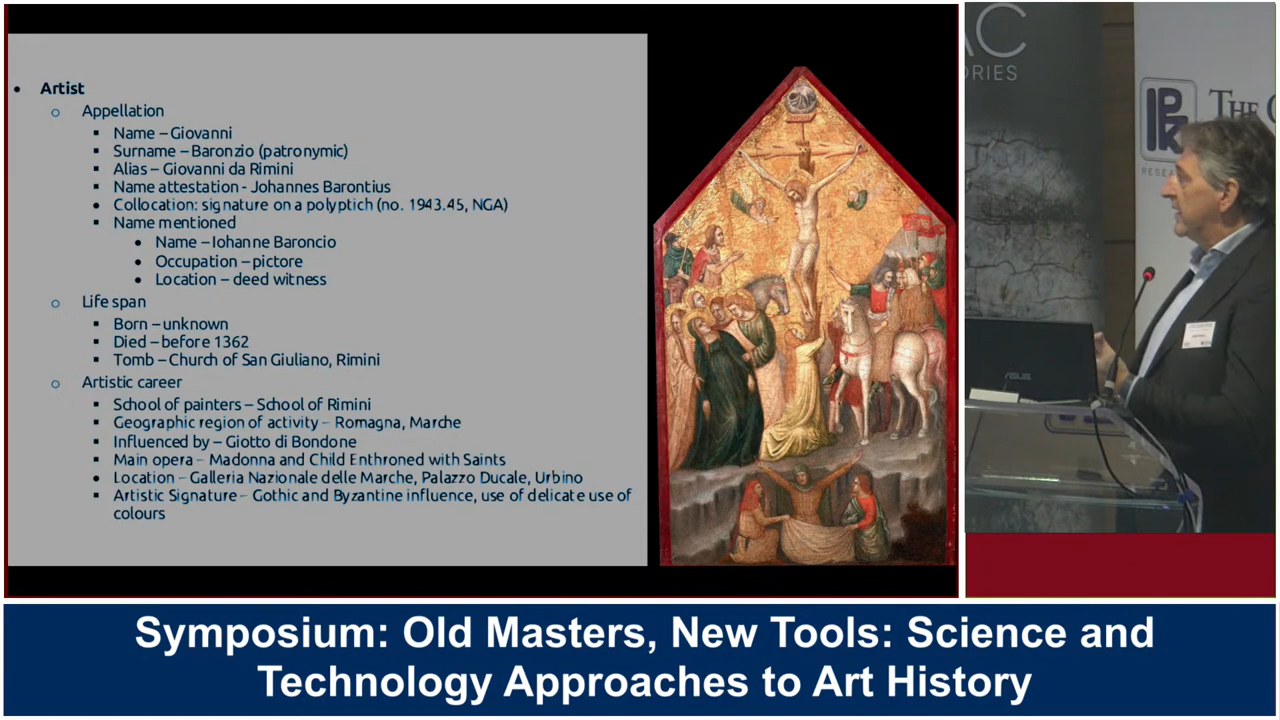 Artist
Appellation
Name – Giovanni
Surname – Baronzio (patronymic)
Alias – Giovanni da Rimini
Name attestation - Johannes Barontius
Collocation: signature on a polyptich (no. 1943.45, NGA)
Name mentioned
Name – Iohanne Baroncio
Occupation – pictore
Location – deed witness
Life span
Born – unknown
Died – before 1362
Tomb – Church of San Giuliano, Rimini
Artistic career
School of painters – School of Rimini
Geographic region of activity – Romagna, Marche
Influenced by – Giotto di Bondone
Main opera – Madonna and Child Enthroned with Saints
Location – Galleria Nazionale delle Marche, Palazzo Ducale, Urbino
Artistic Signature – Gothic and Byzantine influence, use of delicate use of
colours
AC
ORIES
THE
RESEA
ASUS
Symposium: Old Masters, New Tools: Science and
Technology Approaches to Art History